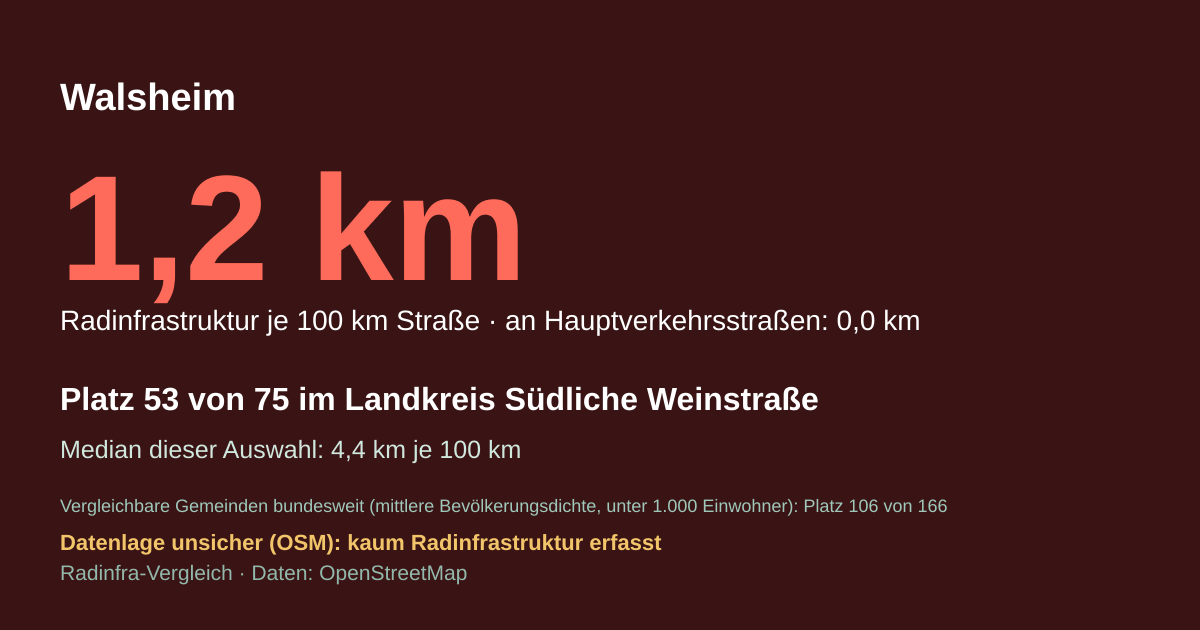 Walsheim
1,2 km
Radinfrastruktur je 100 km Straße · an Hauptverkehrsstraßen: 0,0 km
Platz 53 von 75 im Landkreis Südliche Weinstraße
Median dieser Auswahl: 4,4 km je 100 km
Vergleichbare Gemeinden bundesweit (mittlere Bevölkerungsdichte, unter 1.000 Einwohner): Platz 106 von 166
Datenlage unsicher (OSM): kaum Radinfrastruktur erfasst
Radinfra-Vergleich · Daten: OpenStreetMap